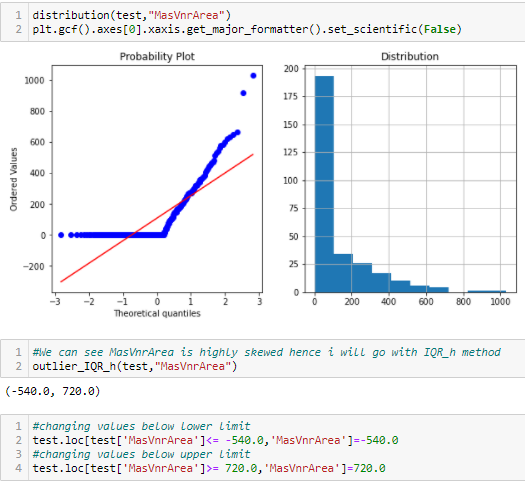 1 distribution(test,"MasVnrArea")
2 plt.gcf().axes[0].xaxis.get_major_formatter().set_scientific(False)
Probability Plot
1000
800
600
400
200
0
−200
Ordered Values
−3 −2 −1 0 1 2 3
Theoretical quantiles
Distribution
200
175
150
125
100
75
50
25
0
0 200 400 600 800 1000
1 #We can see MasVnrArea is highly skewed hence i will go with IQR_h method
2 outlier_IQR_h(test,"MasVnrArea")
(-540.0, 720.0)
1 #changing values below lower limit
2 test.loc[test['MasVnrArea']<= -540.0,'MasVnrArea']=-540.0
3 #changing values below upper limit
4 test.loc[test['MasVnrArea']>= 720.0,'MasVnrArea']=720.0